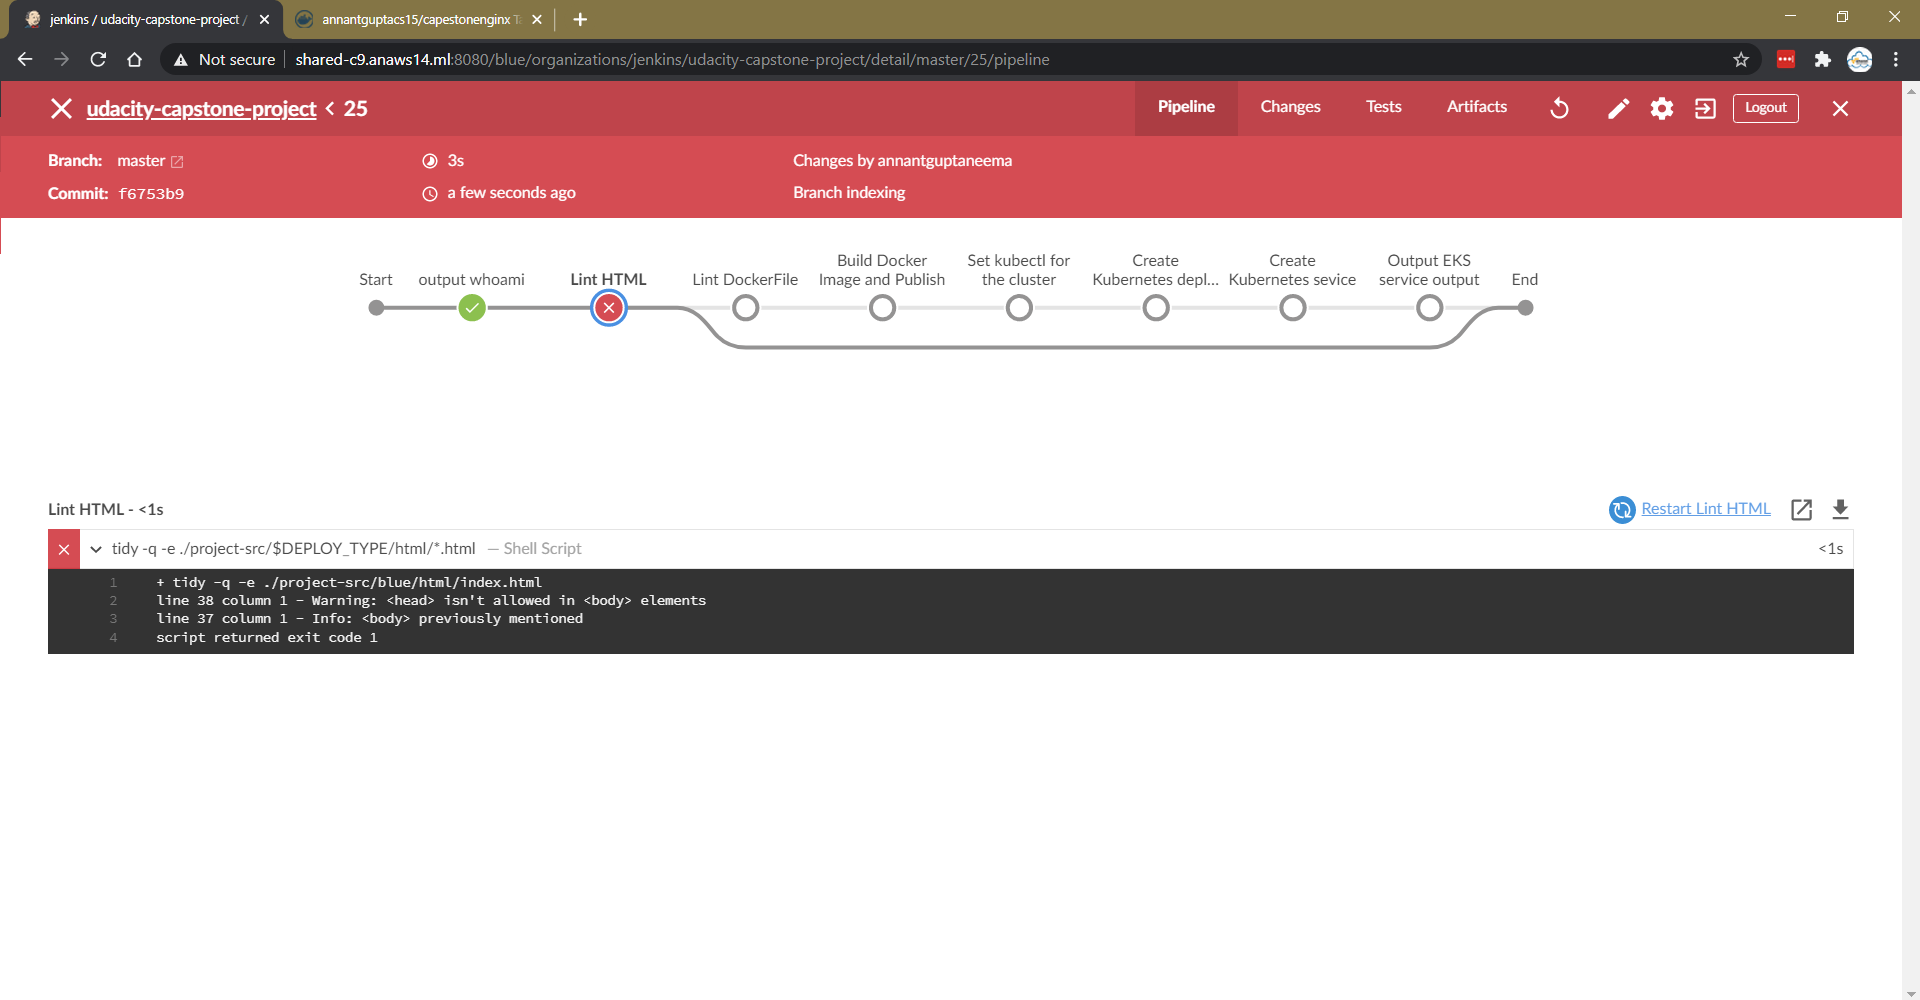 jenkins / udacity-capstone-project /
annantguptacs15/capestonenginx
Not secure
shared-c9.anaws14.ml:8080/blue/organizations/jenkins/udacity-capstone-project/detail/master/25/pipeline
udacity-capstone-project < 25
Pipeline
Changes
Tests
Artifacts
Logout
Branch: master
3s
Changes by annantguptaneema
Commit: f6753b9
a few seconds ago
Branch indexing
Start
output whoami
Lint HTML
Lint DockerFile
Build Docker
Image and Publish
Set kubectl for
the cluster
Create
Kubernetes depl...
Create
Kubernetes sevice
Output EKS
service output
End
Lint HTML - <1s
Restart Lint HTML
tidy -q -e ./project-src/$DEPLOY_TYPE/html/*.html — Shell Script
<1s
1 + tidy -q -e ./project-src/blue/html/index.html
2 line 38 column 1 - Warning: <head> isn't allowed in <body> elements
3 line 37 column 1 - Info: <body> previously mentioned
4 script returned exit code 1